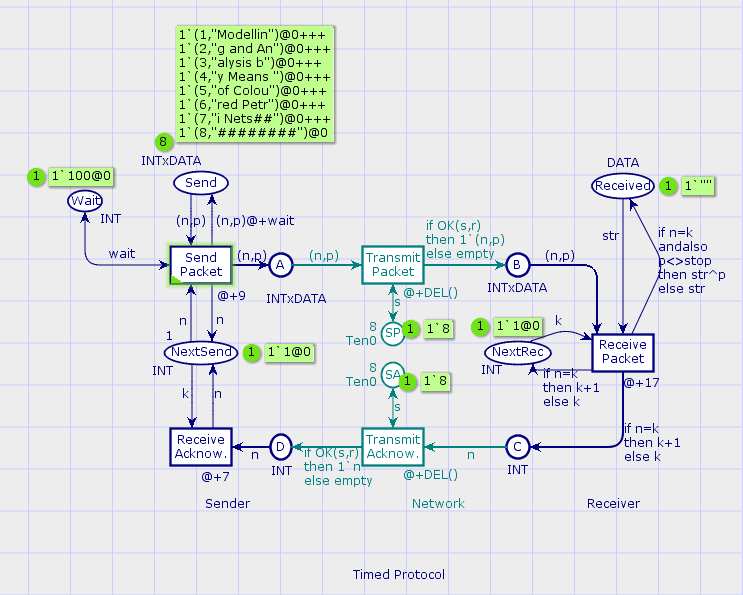 1`(1,"Modellin")@0+++
1`(2,"g and An")@0+++
1`(3,"alysis b")@0+++
1`(4,"y Means ")@0+++
1`(5,"of Colou")@0+++
1`(6,"red Petr")@0+++
1`(7,"i Nets##")@0+++
1`(8,"########")@0
8
INTxDATA
Send
1
1`100@0
Wait
INT
wait
(n,p)
(n,p)@+wait
Send
Packet
@+9
(n,p)
A
INTxDATA
(n,p)
Transmit
Packet
@+DEL()
if OK(s,r)
then 1`(n,p)
else empty
B
INTxDATA
(n,p)
DATA
Received
1
1`""
str
if n=k
andalso
p<>stop
then str^p
else str
n
n
1
NextSend
INT
1
1`1@0
s
8
Ten0
SP
1
1`8
8
Ten0
SA
1
1`8
s
1
1`1@0
k
NextRec
INT
if n=k
then k+1
else k
Receive
Packet
@+17
if n=k
then k+1
else k
k
n
Receive
Acknow.
@+7
n
D
INT
if OK(s,r)
then 1`n
else empty
Transmit
Acknow.
@+DEL()
n
C
INT
Sender
Network
Receiver
Timed Protocol